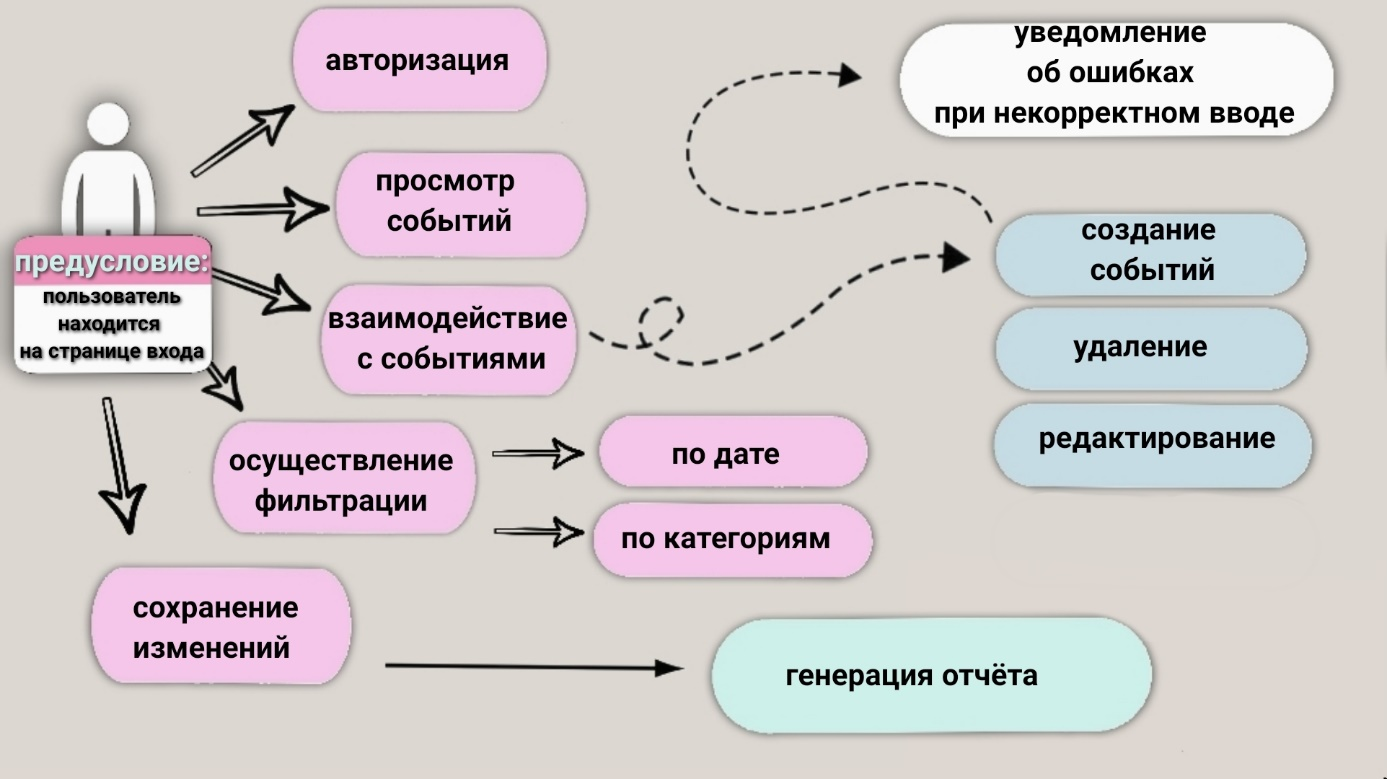 авторизация
просмотр
событий
предусловие:
пользователь
находится
на странице входа
взаимодействие
с событиями
осуществление
фильтрации
по дате
по категориям
сохранение
изменений
генерация отчёта
уведомление
об ошибках
при некорректном вводе
создание
событий
удаление
редактирование